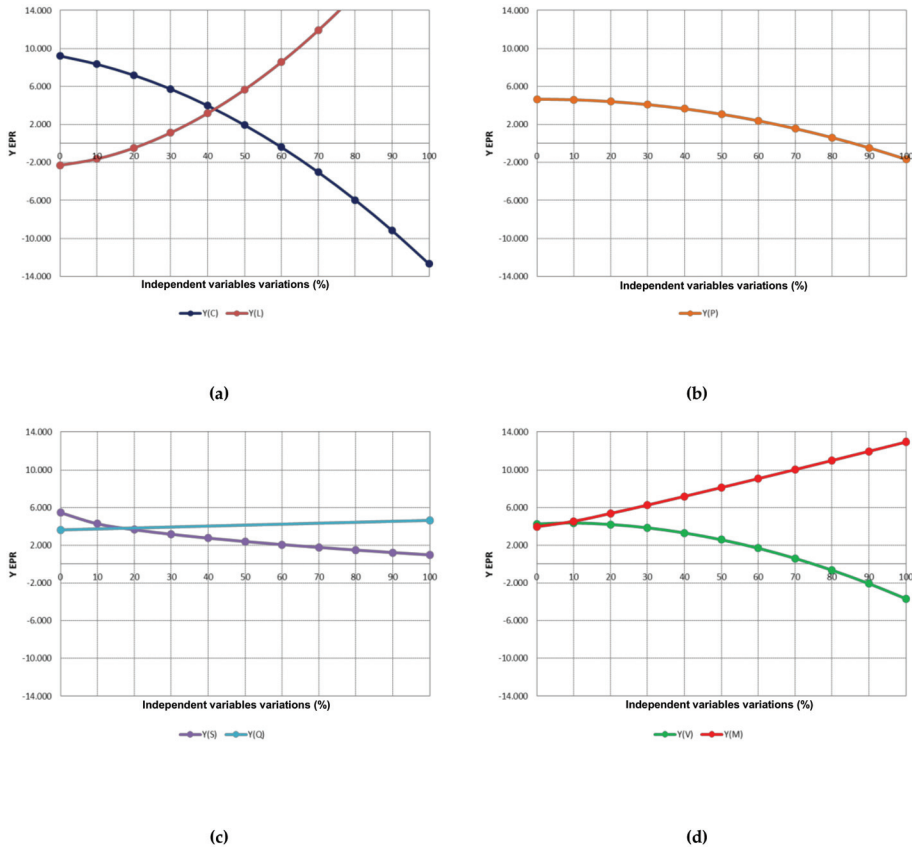 14.000
10.000
6.000
2.000
-2.000
-6.000
-10.000
-14.000
Y EPR
0 10 20 30 40 50 60 70 80 90 100
Independent variables variations (%)
Y(C) Y(L)
(a)
14.000
10.000
6.000
2.000
-2.000
-6.000
-10.000
-14.000
Y EPR
0 10 20 30 40 50 60 70 80 90 100
Independent variables variations (%)
Y(P)
(b)
14.000
10.000
6.000
2.000
-2.000
-6.000
-10.000
-14.000
Y EPR
0 10 20 30 40 50 60 70 80 90 100
Independent variables variations (%)
Y(S) Y(Q)
(c)
14.000
10.000
6.000
2.000
-2.000
-6.000
-10.000
-14.000
Y EPR
0 10 20 30 40 50 60 70 80 90 100
Independent variables variations (%)
Y(V) Y(M)
(d)